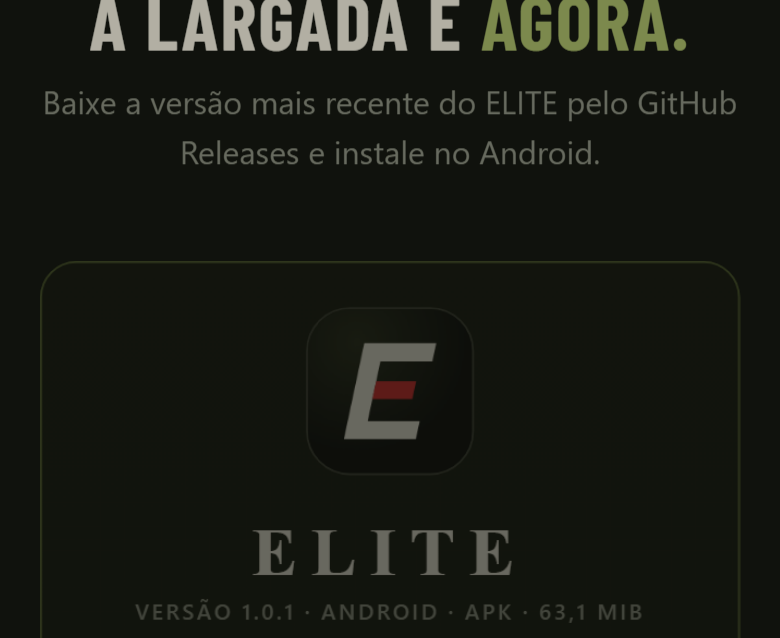 A LARGADA É AGORA.
Baixe a versão mais recente do ELITE pelo GitHub
Releases e instale no Android.
E
ELITE
VERSÃO 1.0.1 · ANDROID · APK · 63,1 MIB